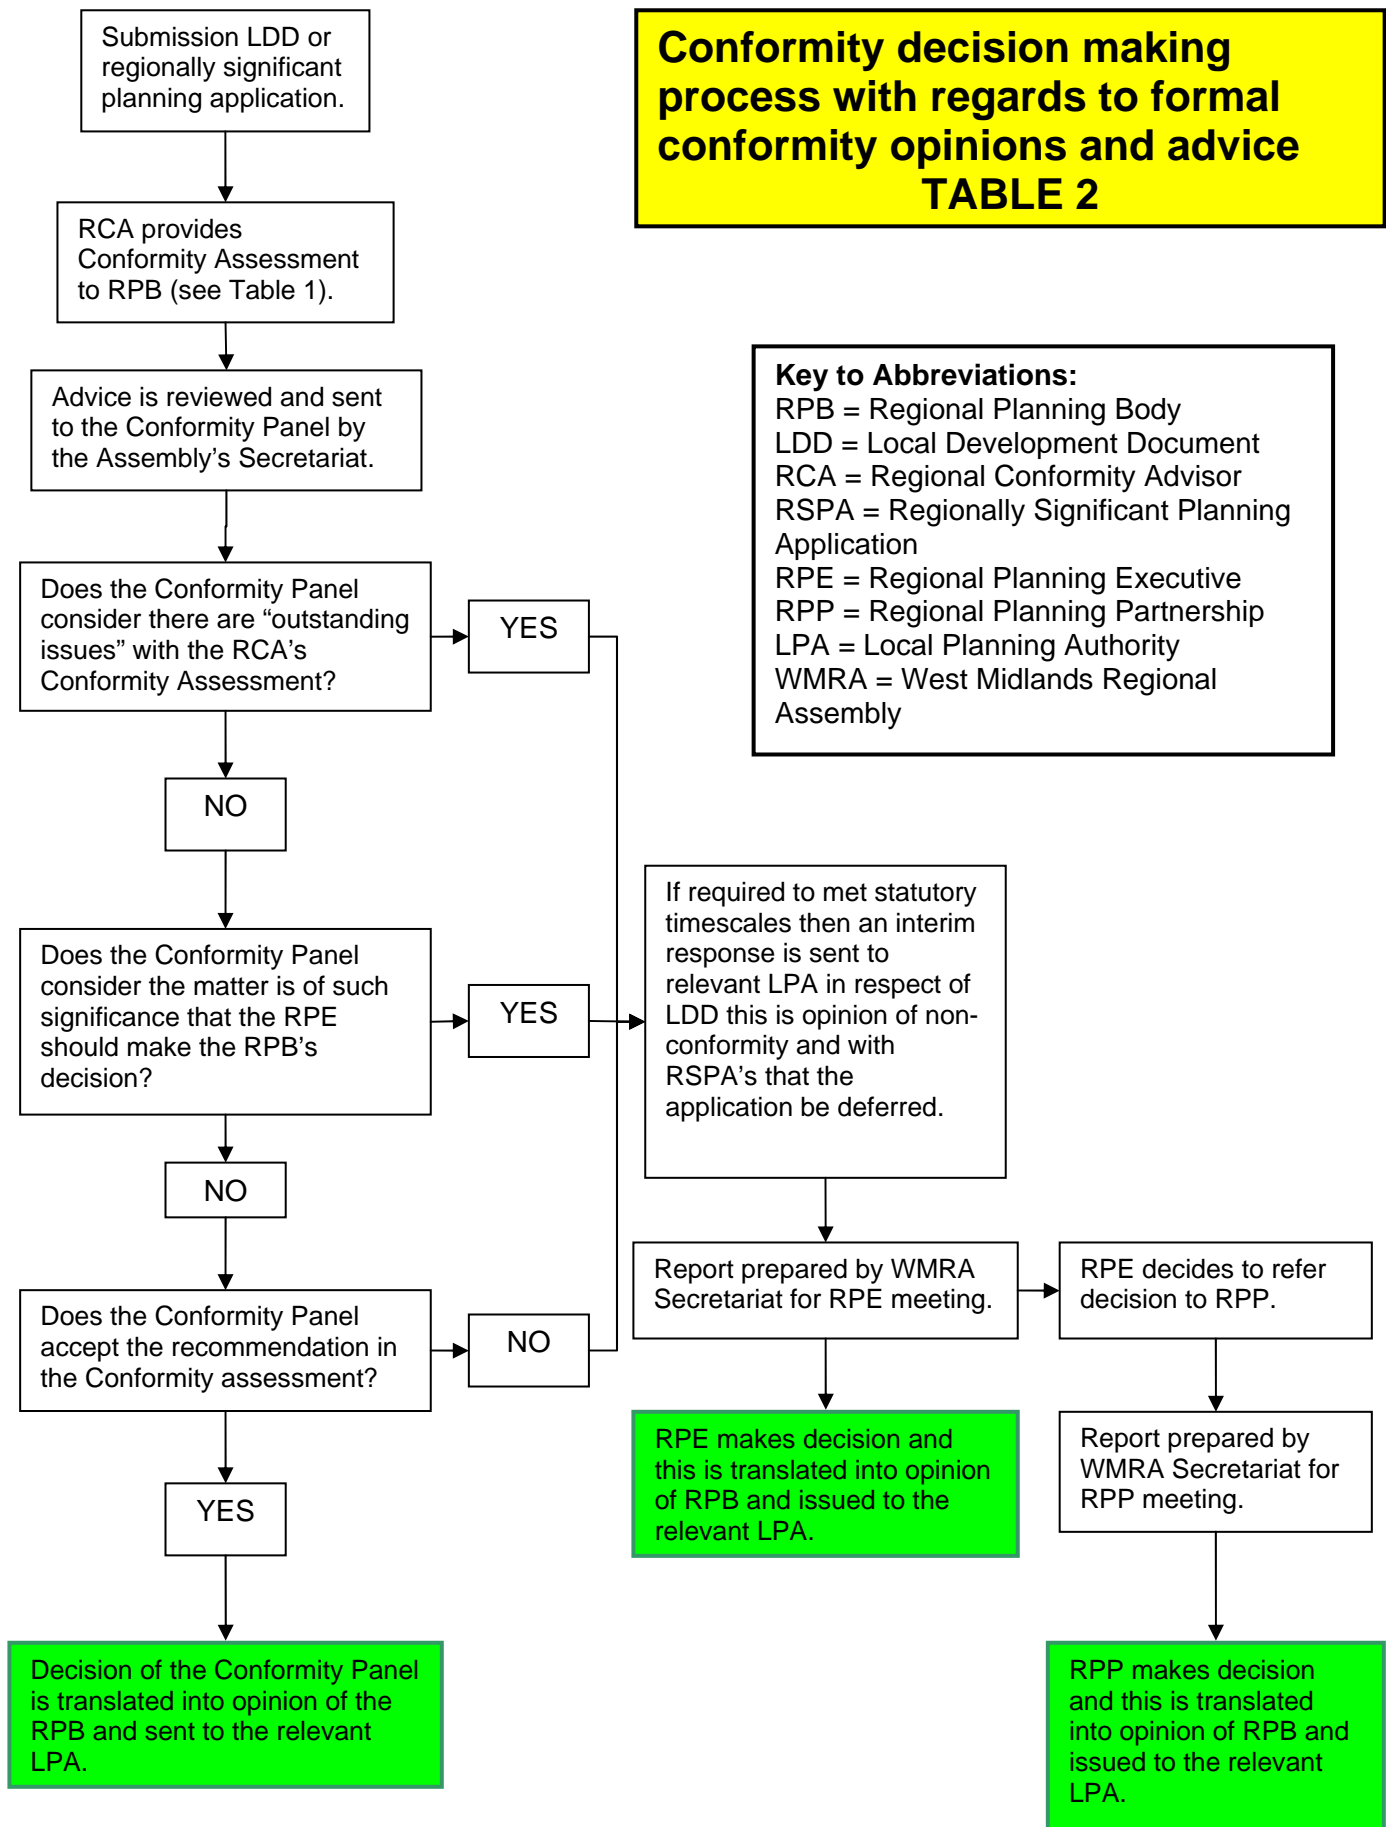 Submission LDD or
regionally significant
planning application.
Conformity decision making
process with regards to formal
conformity opinions and advice
TABLE 2
RCA provides
Conformity Assessment
to RPB (see Table 1).
Key to Abbreviations:
RPB = Regional Planning Body
LDD = Local Development Document
RCA = Regional Conformity Advisor
RSPA = Regionally Significant Planning
Application
RPE = Regional Planning Executive
RPP = Regional Planning Partnership
LPA = Local Planning Authority
WMRA = West Midlands Regional
Assembly
Advice is reviewed and sent
to the Conformity Panel by
the Assembly’s Secretariat.
Does the Conformity Panel
consider there are “outstanding
issues” with the RCA’s
Conformity Assessment?
YES
NO
Does the Conformity Panel
consider the matter is of such
significance that the RPE
should make the RPB’s
decision?
YES
If required to met statutory
timescales then an interim
response is sent to
relevant LPA in respect of
LDD this is opinion of non-
conformity and with
RSPA’s that the
application be deferred.
NO
Does the Conformity Panel
accept the recommendation in
the Conformity assessment?
NO
Report prepared by WMRA
Secretariat for RPE meeting.
RPE decides to refer
decision to RPP.
YES
RPE makes decision and
this is translated into opinion
of RPB and issued to the
relevant LPA.
Report prepared by
WMRA Secretariat for
RPP meeting.
Decision of the Conformity Panel
is translated into opinion of the
RPB and sent to the relevant
LPA.
RPP makes decision
and this is translated
into opinion of RPB and
issued to the relevant
LPA.